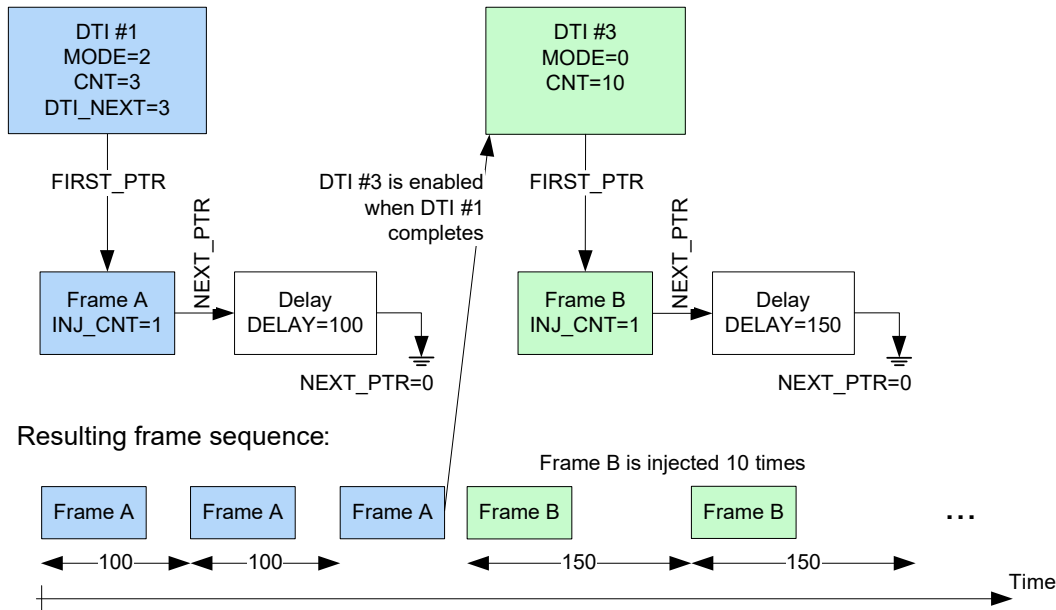 DTI #1
MODE=2
CNT=3
DTI_NEXT=3
DTI #3
MODE=0
CNT=10
FIRST_PTR
NEXT_PTR
DTI #3 is enabled
when DTI #1
completes
FIRST_PTR
NEXT_PTR
Frame A
INJ_CNT=1
Delay
DELAY=100
NEXT_PTR=0
Frame B
INJ_CNT=1
Delay
DELAY=150
NEXT_PTR=0
Resulting frame sequence:
Frame B is injected 10 times
Frame A
Frame A
Frame A
Frame B
Frame B
...
100
100
150
150
Time